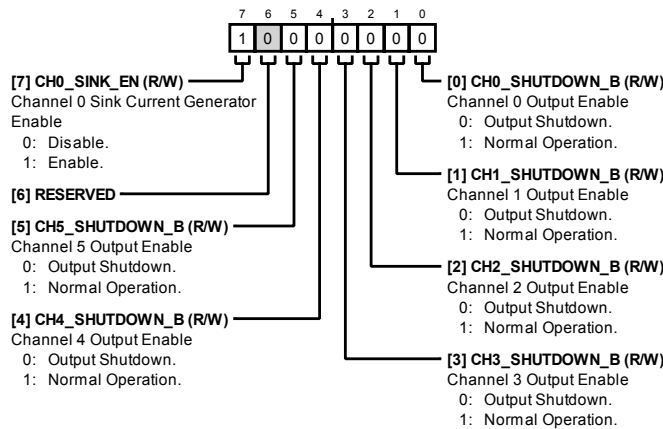 7 6 5 4 3 2 1 0
1 0 0 0 0 0 0 0
[7] CH0_SINK_EN (R/W)
Channel 0 Sink Current Generator
Enable
0: Disable.
1: Enable.
[6] RESERVED
[5] CH5_SHUTDOWN_B (R/W)
Channel 5 Output Enable
0: Output Shutdown.
1: Normal Operation.
[4] CH4_SHUTDOWN_B (R/W)
Channel 4 Output Enable
0: Output Shutdown.
1: Normal Operation.
[0] CH0_SHUTDOWN_B (R/W)
Channel 0 Output Enable
0: Output Shutdown.
1: Normal Operation.
[1] CH1_SHUTDOWN_B (R/W)
Channel 1 Output Enable
0: Output Shutdown.
1: Normal Operation.
[2] CH2_SHUTDOWN_B (R/W)
Channel 2 Output Enable
0: Output Shutdown.
1: Normal Operation.
[3] CH3_SHUTDOWN_B (R/W)
Channel 3 Output Enable
0: Output Shutdown.
1: Normal Operation.